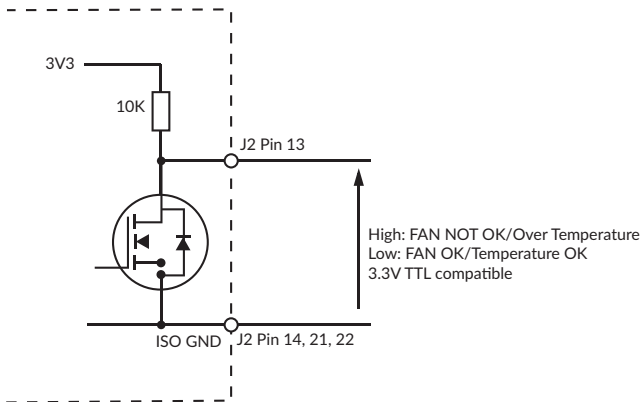 3V3
10K
J2 Pin 13
High: FAN NOT OK/Over Temperature
Low: FAN OK/Temperature OK
3.3V TTL compatible
ISO GND
J2 Pin 14, 21, 22